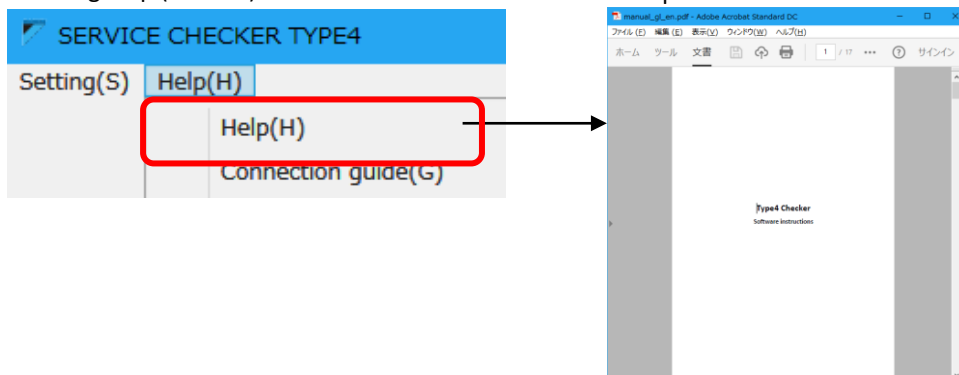 SERVICE CHECKER TYPE4
Setting(S) Help(H)
Help(H)
Connection guide(G)
manual_gl_en.pdf - Adobe Acrobat Standard DC
ファイル(F) 編集(E) 表示(V) ウィンドウ(W) ヘルプ(H)
ホーム ツール 文書 1 / 17 サインイン
Type4 Checker
Software instructions